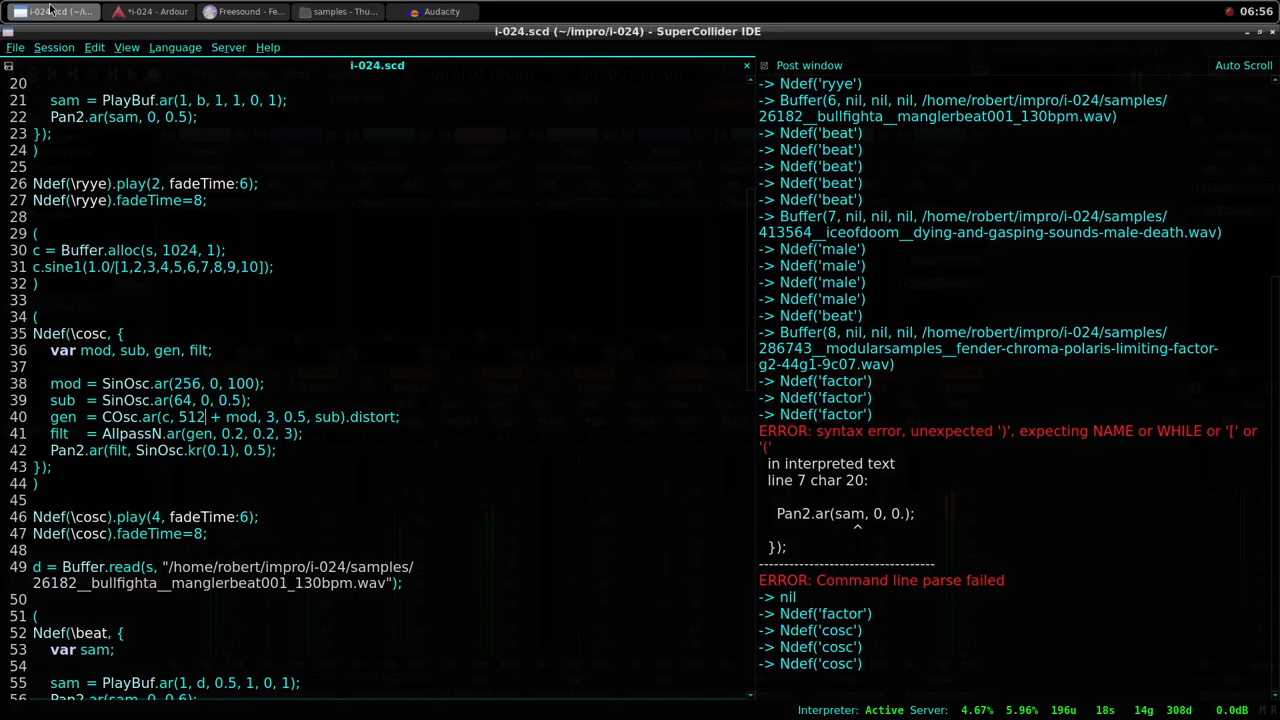 i-024.scd (~/i...
*i-024 - Ardour
Freesound - Fe...
samples - Thu...
Audacity
06:56
i-024.scd (~/impro/i-024) - SuperCollider IDE
File Session Edit View Language Server Help
i-024.scd
20
21 sam = PlayBuf.ar(1, b, 1, 1, 0, 1);
22 Pan2.ar(sam, 0, 0.5);
23 });
24 )
25
26 Ndef(\ryye).play(2, fadeTime:6);
27 Ndef(\ryye).fadeTime=8;
28
29 (
30 c = Buffer.alloc(s, 1024, 1);
31 c.sine1(1.0/[1,2,3,4,5,6,7,8,9,10]);
32 )
33
34 (
35 Ndef(\cosc, {
36 var mod, sub, gen, filt;
37
38 mod = SinOsc.ar(256, 0, 100);
39 sub = SinOsc.ar(64, 0, 0.5);
40 gen = COsc.ar(c, 512 + mod, 3, 0.5, sub).distort;
41 filt = AllpassN.ar(gen, 0.2, 0.2, 3);
42 Pan2.ar(filt, SinOsc.kr(0.1), 0.5);
43 });
44 )
45
46 Ndef(\cosc).play(4, fadeTime:6);
47 Ndef(\cosc).fadeTime=8;
48
49 d = Buffer.read(s, "/home/robert/impro/i-024/samples/
26182__bullfighta__manglerbeat001_130bpm.wav");
50
51 (
52 Ndef(\beat, {
53 var sam;
54
55 sam = PlayBuf.ar(1, d, 0.5, 1, 0, 1);
56 Pan2.ar(sam, 0, 0.6);
Post window
Auto Scroll
-> Ndef('ryye')
-> Buffer(6, nil, nil, nil, /home/robert/impro/i-024/samples/
26182__bullfighta__manglerbeat001_130bpm.wav)
-> Ndef('beat')
-> Ndef('beat')
-> Ndef('beat')
-> Ndef('beat')
-> Ndef('beat')
-> Buffer(7, nil, nil, nil, /home/robert/impro/i-024/samples/
413564__iceofdoom__dying-and-gasping-sounds-male-death.wav)
-> Ndef('male')
-> Ndef('male')
-> Ndef('male')
-> Ndef('male')
-> Ndef('beat')
-> Buffer(8, nil, nil, nil, /home/robert/impro/i-024/samples/
286743__modularsamples__fender-chroma-polaris-limiting-factor-
g2-44g1-9c07.wav)
-> Ndef('factor')
-> Ndef('factor')
-> Ndef('factor')
ERROR: syntax error, unexpected ')', expecting NAME or WHILE or '[' or
'('
in interpreted text
line 7 char 20:
Pan2.ar(sam, 0, 0.);
^
});
-----------------------------------
ERROR: Command line parse failed
-> nil
-> Ndef('factor')
-> Ndef('cosc')
-> Ndef('cosc')
-> Ndef('cosc')
Interpreter: Active Server: 4.67% 5.96% 196u 18s 14g 308d 0.0dB